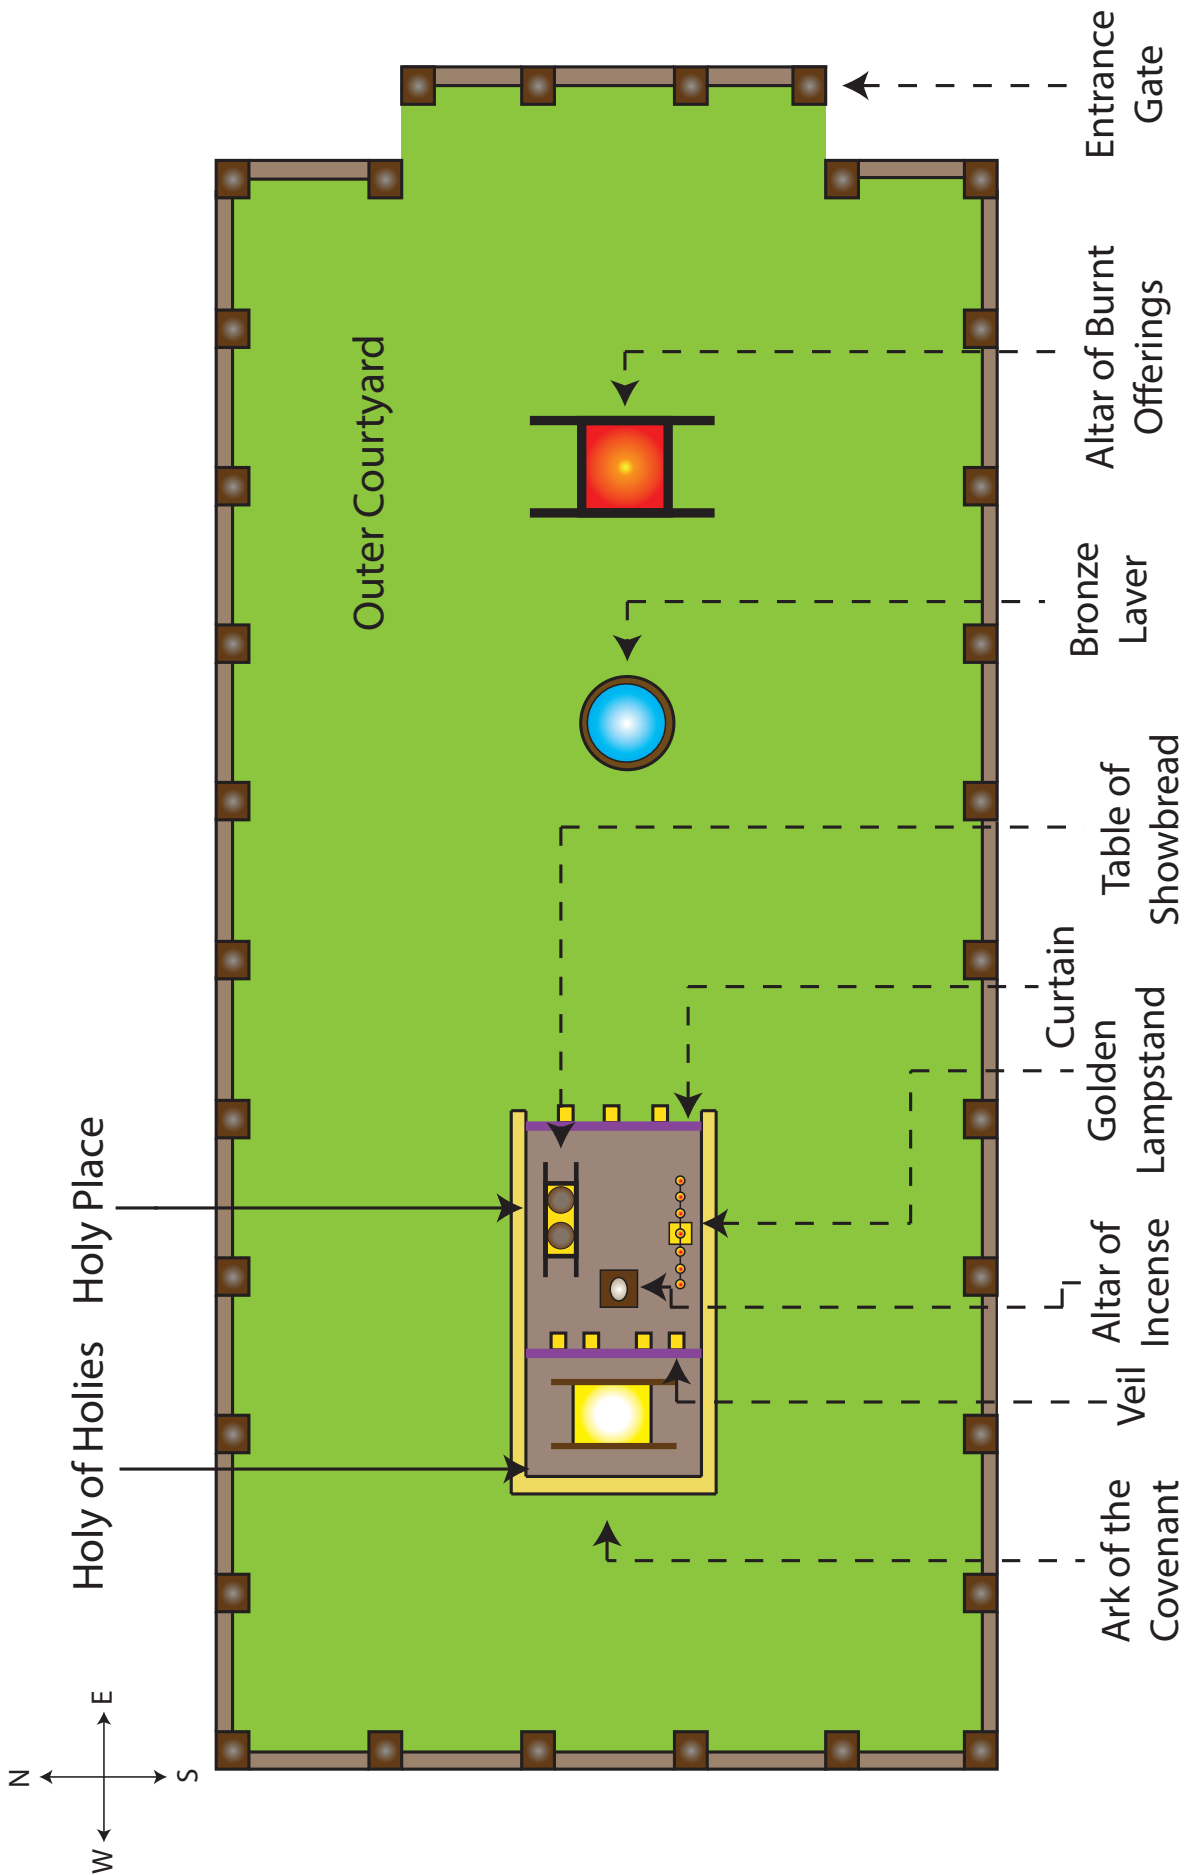 N
W
E
S
Holy of Holies
Holy Place
Outer Courtyard
Ark of the
Covenant
Veil
Altar of
Incense
Golden
Lampstand
Curtain
Table of
Showbread
Bronze
Laver
Altar of Burnt
Offerings
Entrance
Gate